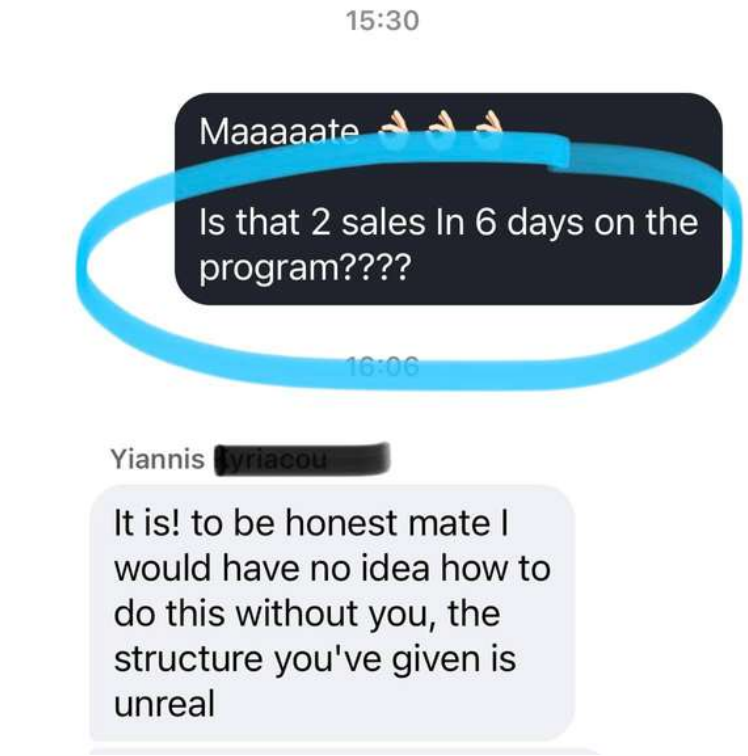 15:30
Maaaaate 👌🏻👌🏻👌🏻
Is that 2 sales In 6 days on the
program????
16:06
Yiannis
It is! to be honest mate I
would have no idea how to
do this without you, the
structure you've given is
unreal